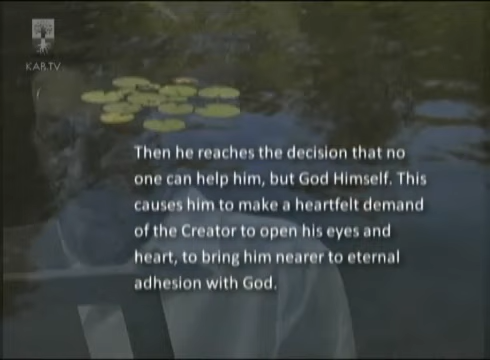 KAB.TV
Then he reaches the decision that no
one can help him, but God Himself. This
causes him to make a heartfelt demand
of the Creator to open his eyes and
heart, to bring him nearer to eternal
adhesion with God.